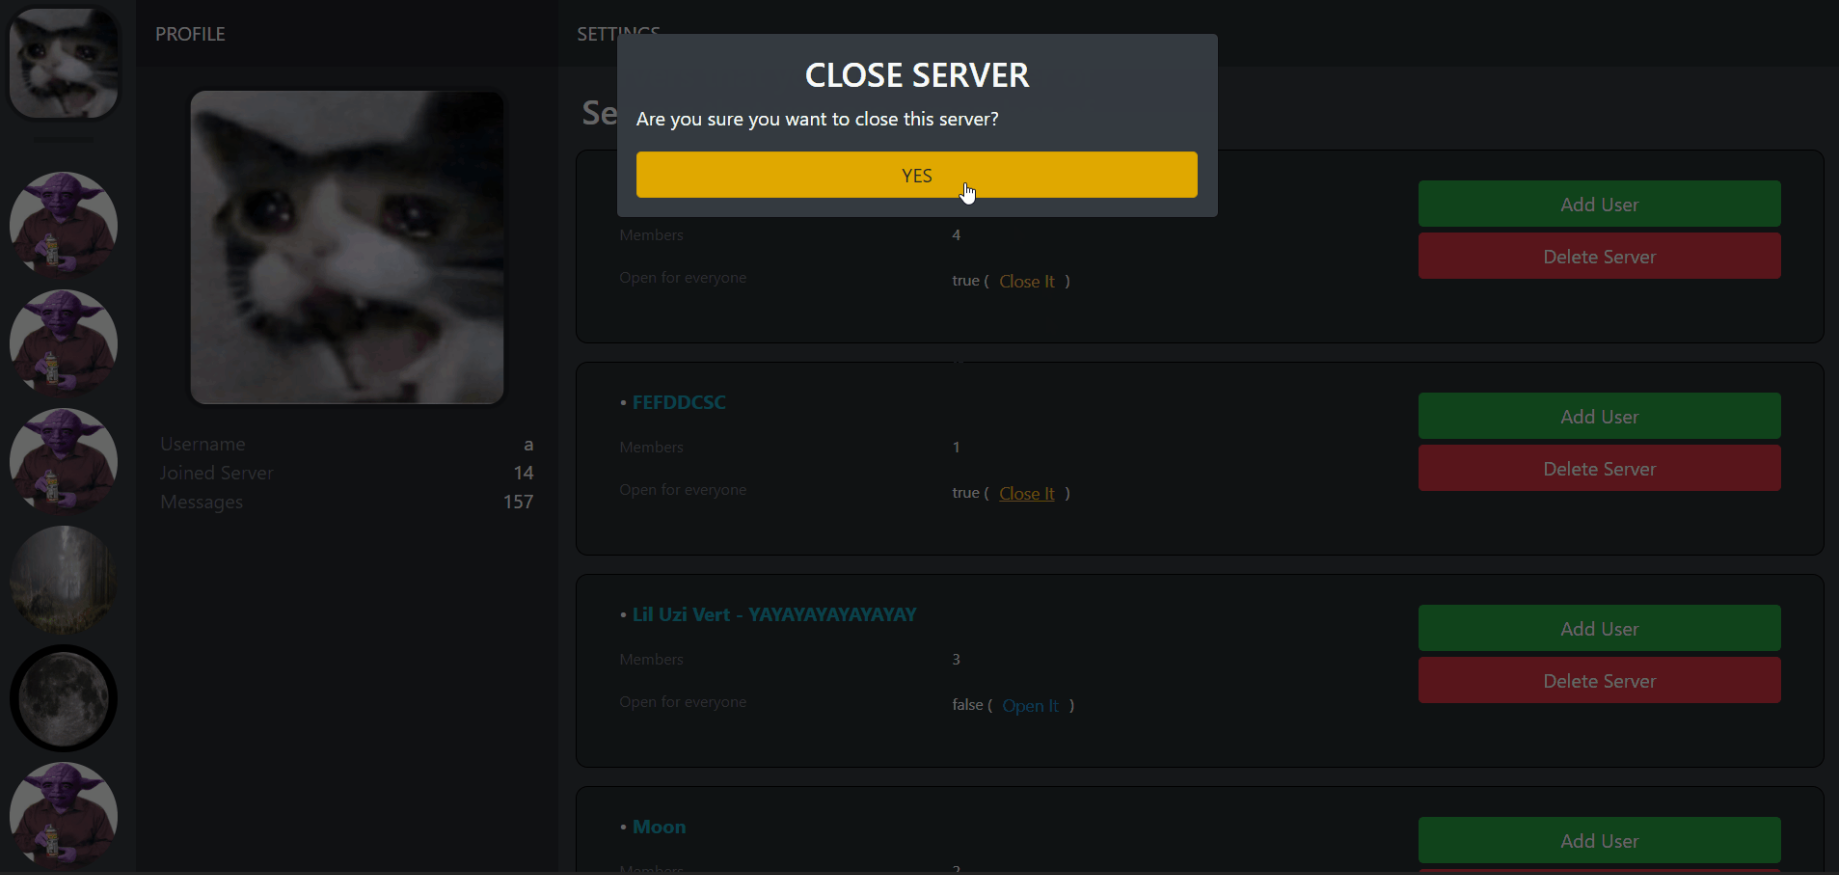 PROFILE
SETTINGS
CLOSE SERVER
Are you sure you want to close this server?
YES
Se
Members 4
Open for everyone true ( Close It )
Add User
Delete Server
Username a
Joined Server 14
Messages 157
• FEFDDCSC
Members 1
Open for everyone true ( Close It )
Add User
Delete Server
• Lil Uzi Vert - YAYAYAYAYAYAYAY
Members 3
Open for everyone false ( Open It )
Add User
Delete Server
• Moon
Members 2
Add User